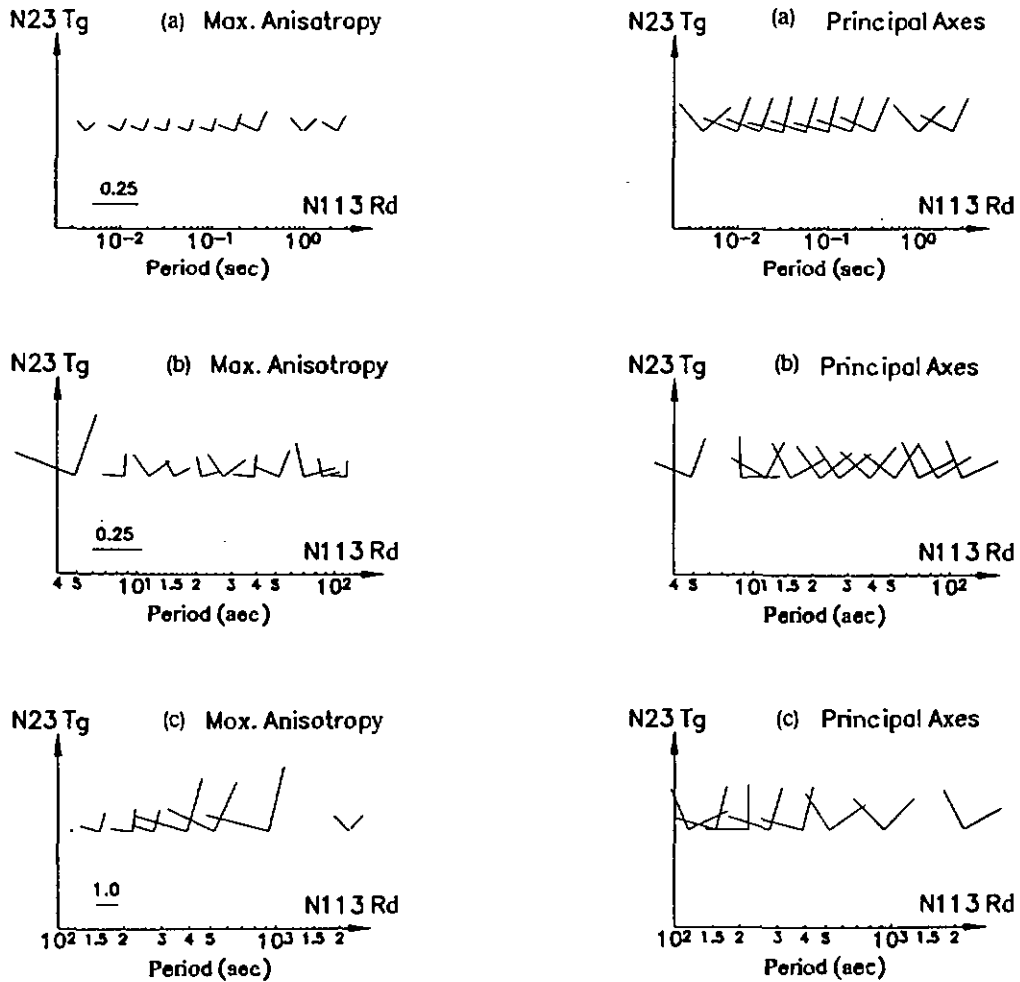 N23 Tg (a) Max. Anisotropy
0.25
N113 Rd
10-2 10-1 100
Period (sec)
N23 Tg (a) Principal Axes
N113 Rd
10-2 10-1 100
Period (sec)
N23 Tg (b) Max. Anisotropy
0.25
N113 Rd
4 5 101 1.5 2 3 4 5 102
Period (aec)
N23 Tg (b) Principal Axes
N113 Rd
4 5 101 1.5 2 3 4 5 102
Period (aec)
N23 Tg (c) Mox. Anisotropy
1.0
N113 Rd
102 1.5 2 3 4 5 103 1.5 2
Period (aec)
N23 Tg (c) Principal Axes
N113 Rd
102 1.5 2 3 4 5 103 1.5 2
Period (aec)